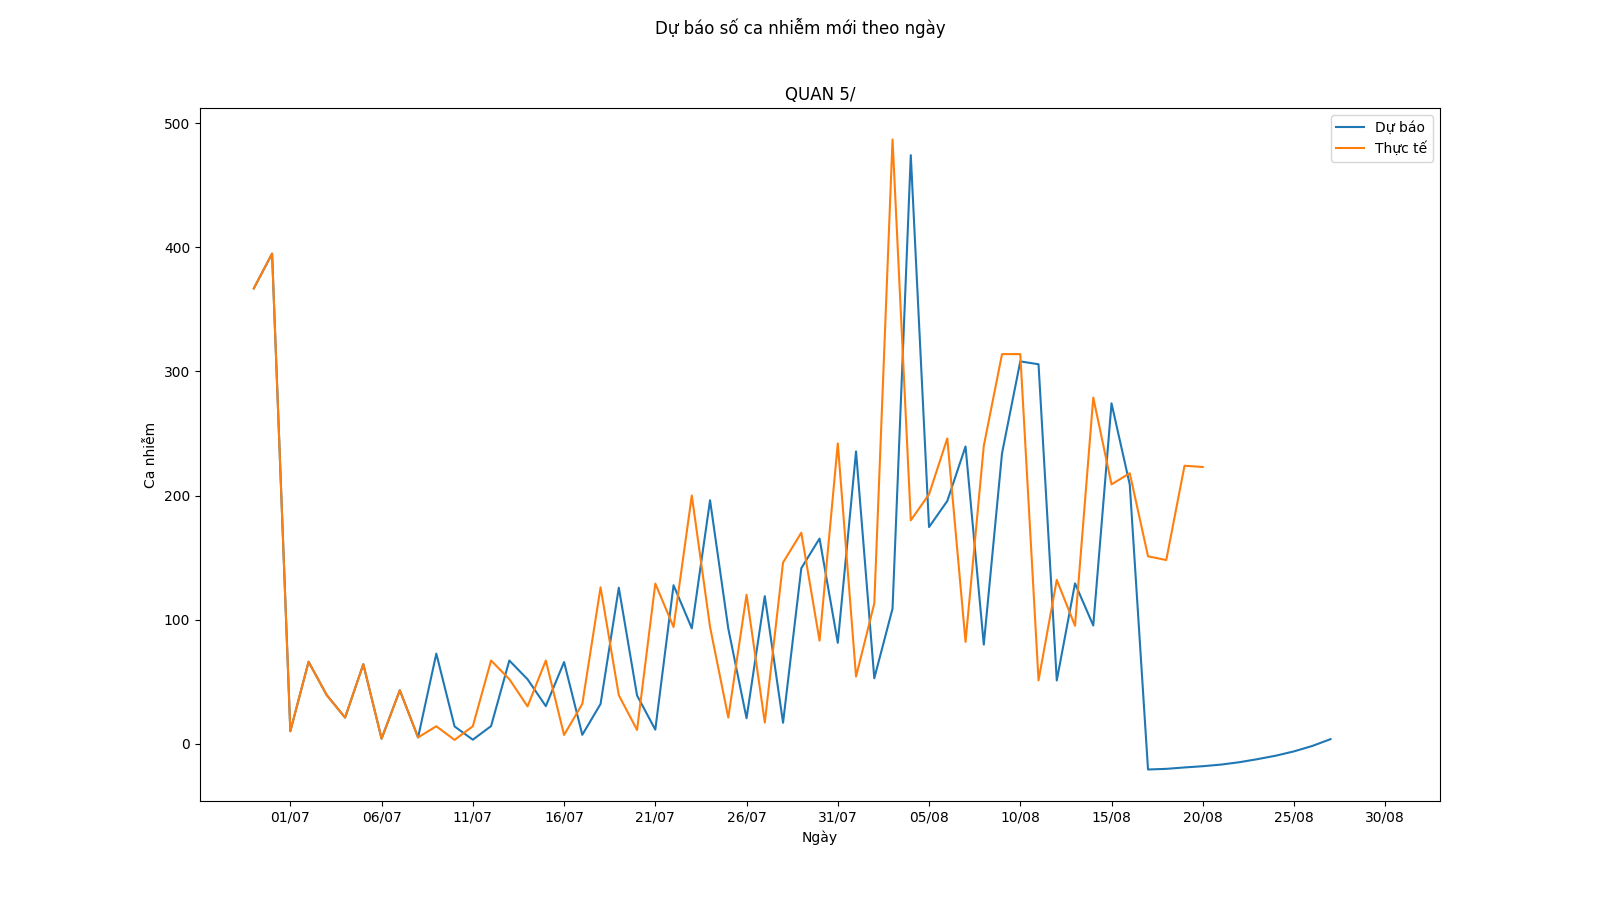 Dự báo số ca nhiễm mới theo ngày
QUAN 5/
Dự báo
Thực tế
500
400
300
200
100
0
Ca nhiễm
01/07 06/07 11/07 16/07 21/07 26/07 31/07 05/08 10/08 15/08 20/08 25/08 30/08
Ngày